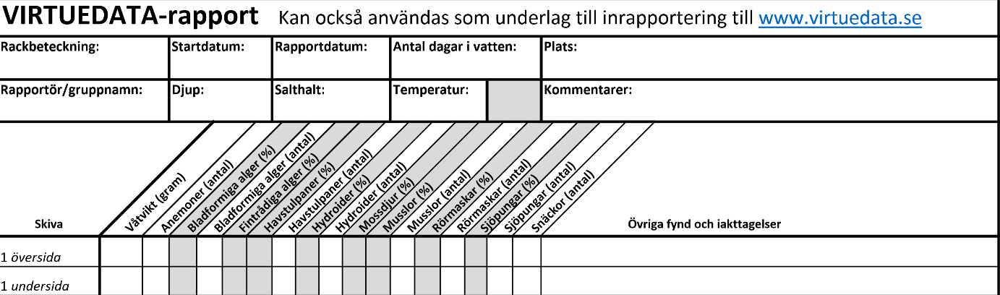 VIRTUEDATA-rapport Kan också användas som underlag till inrapportering till www.virtuedata.se
Rackbeteckning: Startdatum: Rapportdatum: Antal dagar i vatten: Plats:
Rapportör/gruppnamn: Djup: Salthalt: Temperatur: Kommentarer:
Skiva
Våtvikt (gram)
Anemoner (antal)
Bladformiga alger (%)
Bladformiga alger (antal)
Fintrådiga alger (%)
Havstulpaner (%)
Havstulpaner (antal)
Hydroider (%)
Hydroider (antal)
Mossdjur (%)
Musslor (%)
Musslor (antal)
Rörmaskar (%)
Rörmaskar (antal)
Sjöpungar (%)
Sjöpungar (antal)
Snäckor (antal)
Övriga fynd och iakttagelser
1 översida
1 undersida